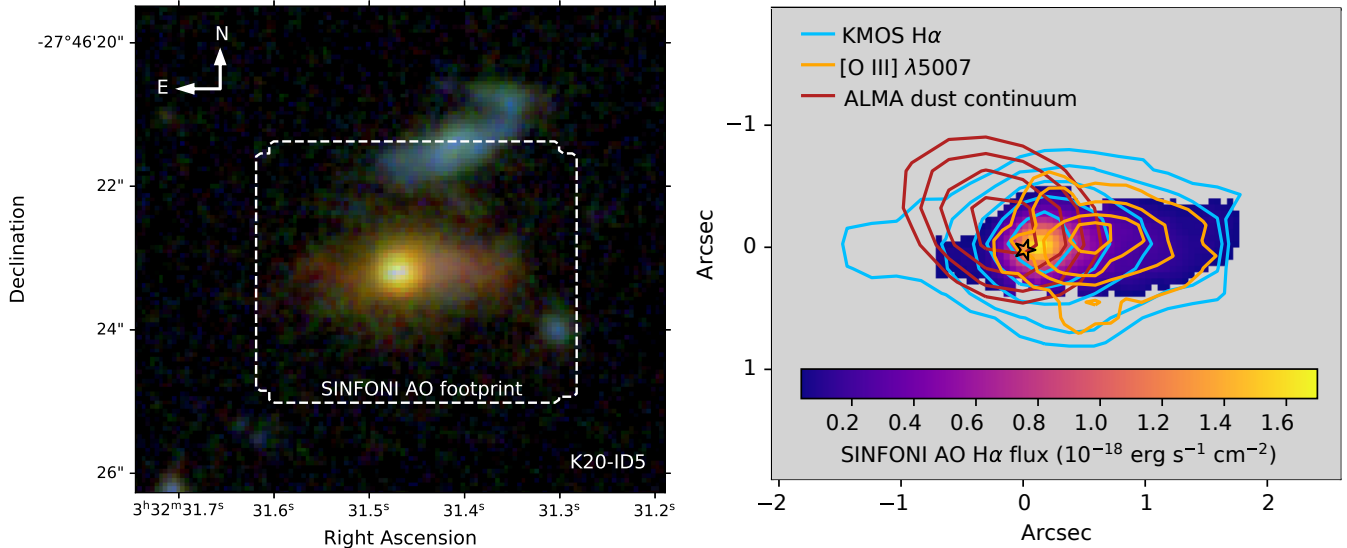 -27°46'20"
22"
24"
26"
Declination
N
E
SINFONI AO footprint
K20-ID5
3ʰ32ᵐ31.7ˢ 31.6ˢ 31.5ˢ 31.4ˢ 31.3ˢ 31.2ˢ
Right Ascension
KMOS Hα
[O III] λ5007
ALMA dust continuum
Arcsec
−1
0
1
0.2 0.4 0.6 0.8 1.0 1.2 1.4 1.6
SINFONI AO Hα flux (10⁻¹⁸ erg s⁻¹ cm⁻²)
−2 −1 0 1 2
Arcsec